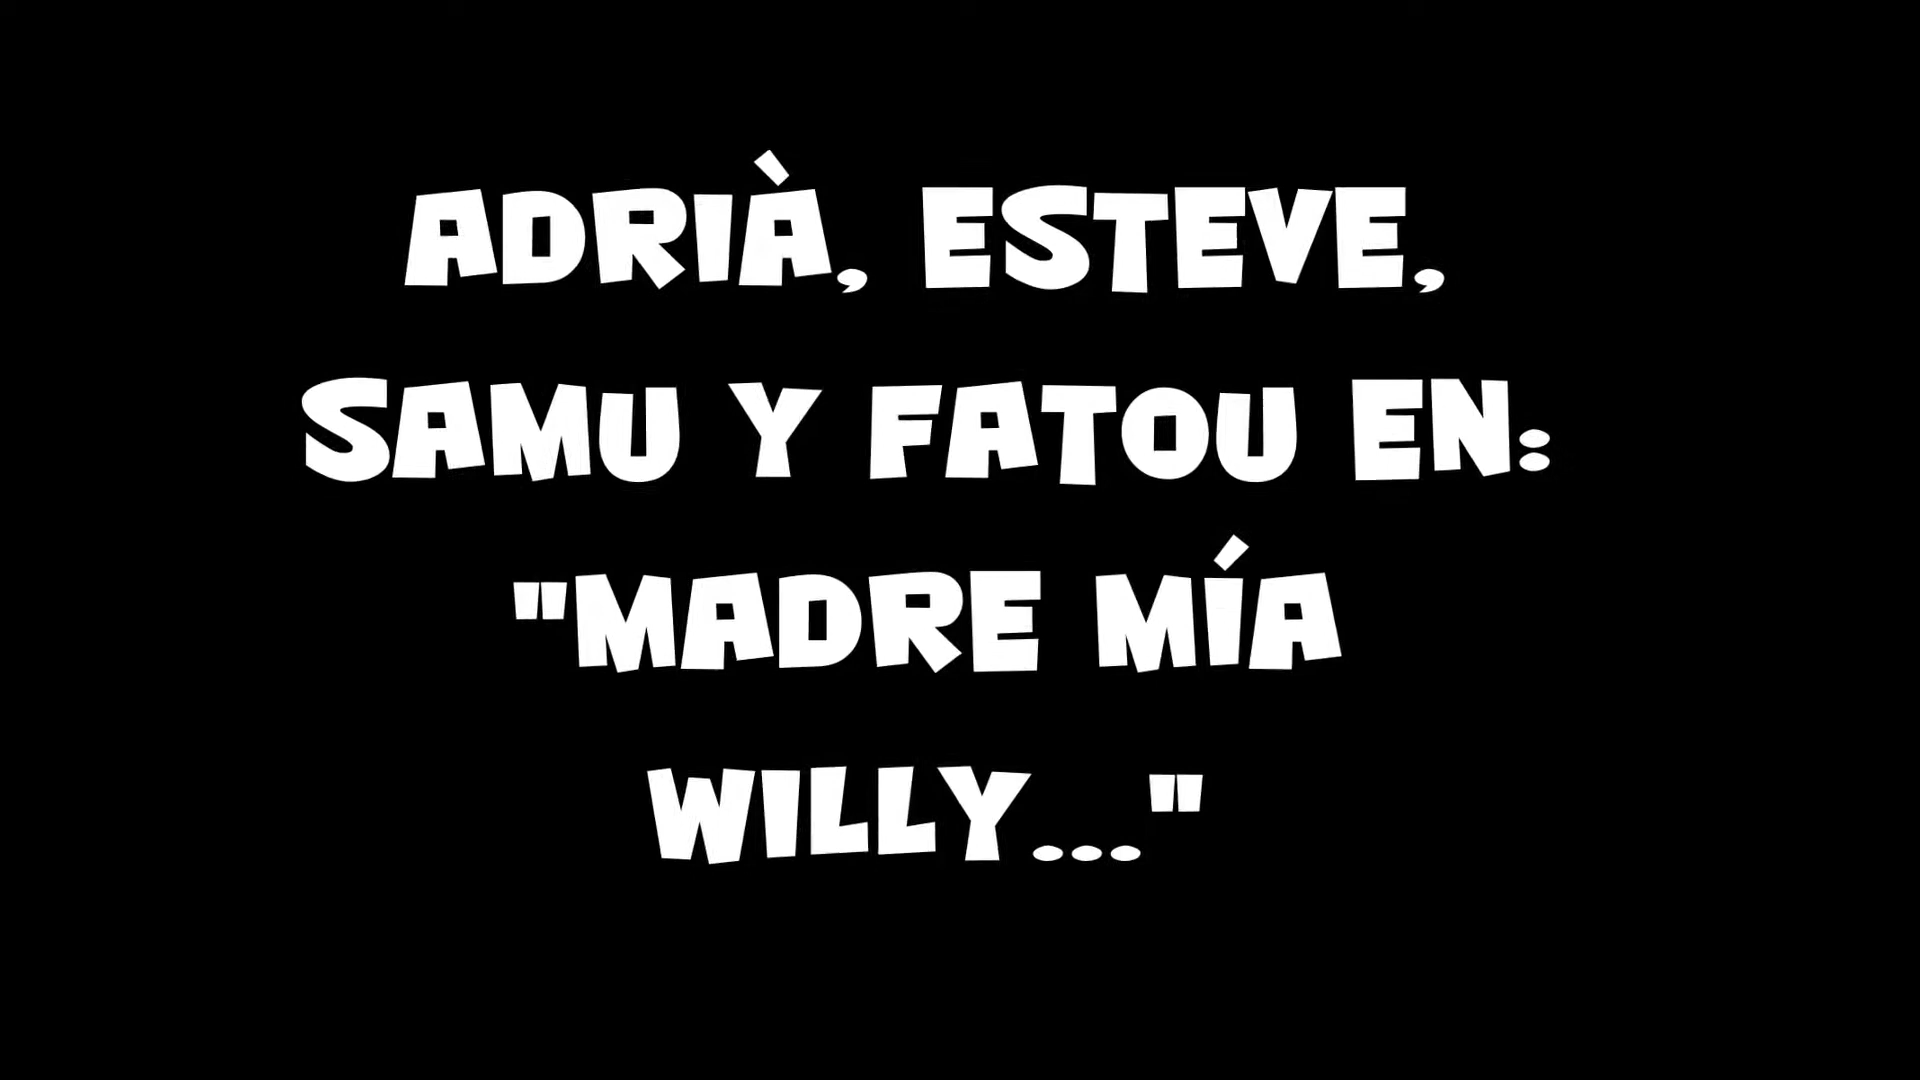 ADRIÀ, ESTEVE,
SAMU Y FATOU EN:
"MADRE MÍA
WILLY..."